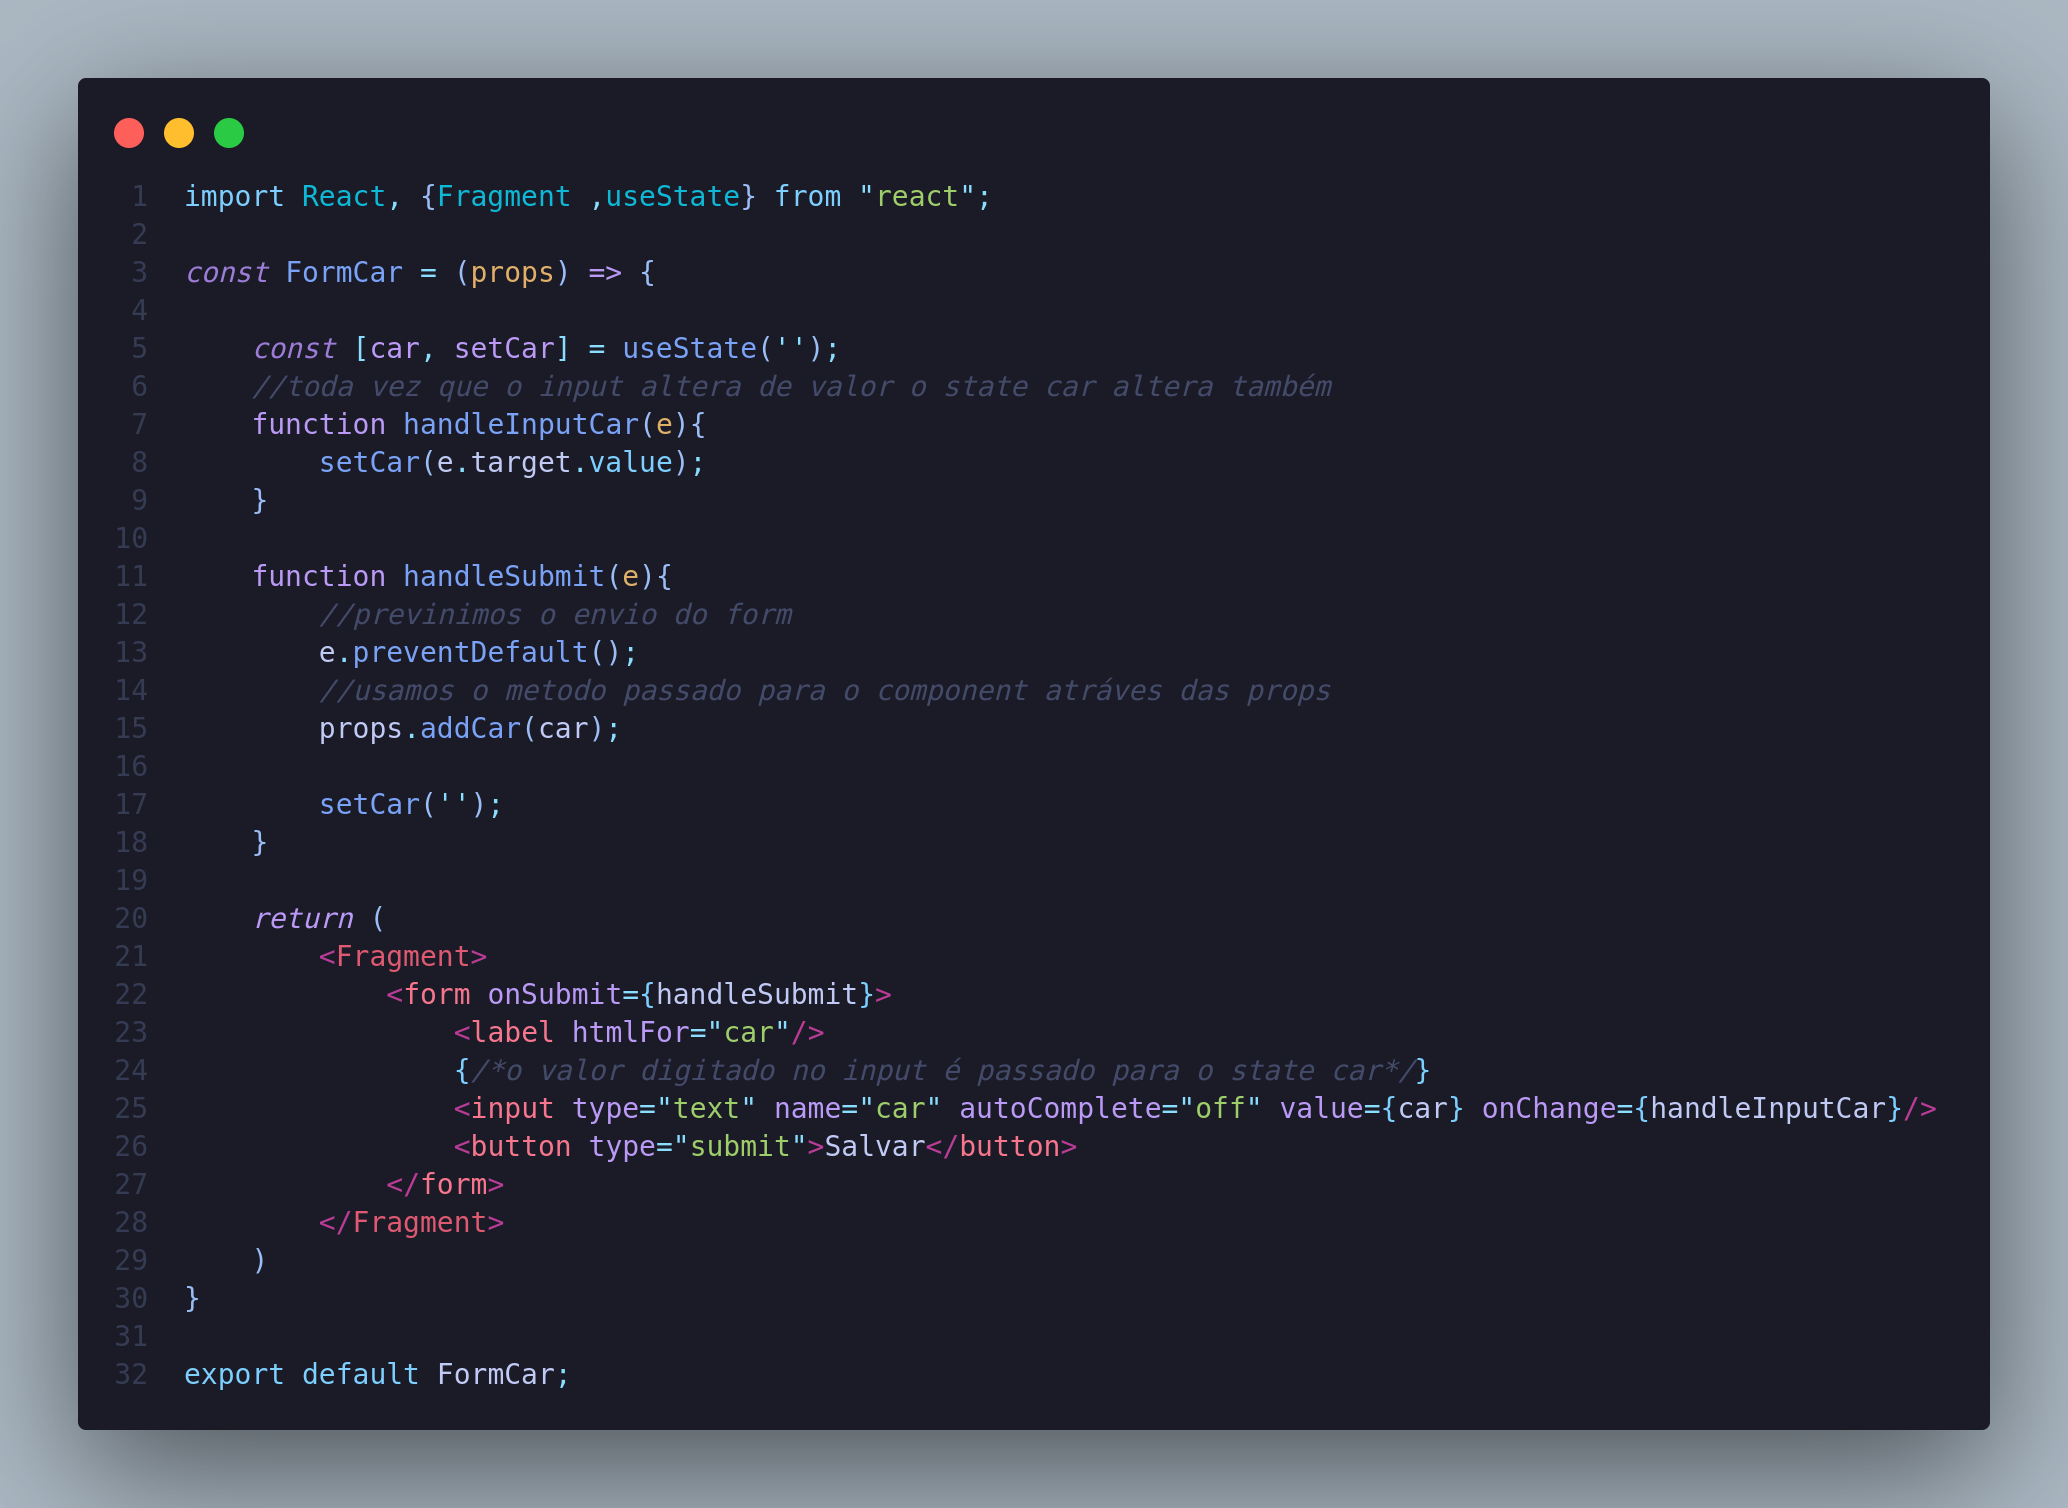 1 import React, {Fragment ,useState} from "react";
2
3 const FormCar = (props) => {
4
5     const [car, setCar] = useState('');
6     //toda vez que o input altera de valor o state car altera também
7     function handleInputCar(e){
8         setCar(e.target.value);
9     }
10
11     function handleSubmit(e){
12         //previnimos o envio do form
13         e.preventDefault();
14         //usamos o metodo passado para o component atráves das props
15         props.addCar(car);
16
17         setCar('');
18     }
19
20     return (
21         <Fragment>
22             <form onSubmit={handleSubmit}>
23                 <label htmlFor="car"/>
24                 {/*o valor digitado no input é passado para o state car*/}
25                 <input type="text" name="car" autoComplete="off" value={car} onChange={handleInputCar}/>
26                 <button type="submit">Salvar</button>
27             </form>
28         </Fragment>
29     )
30 }
31
32 export default FormCar;